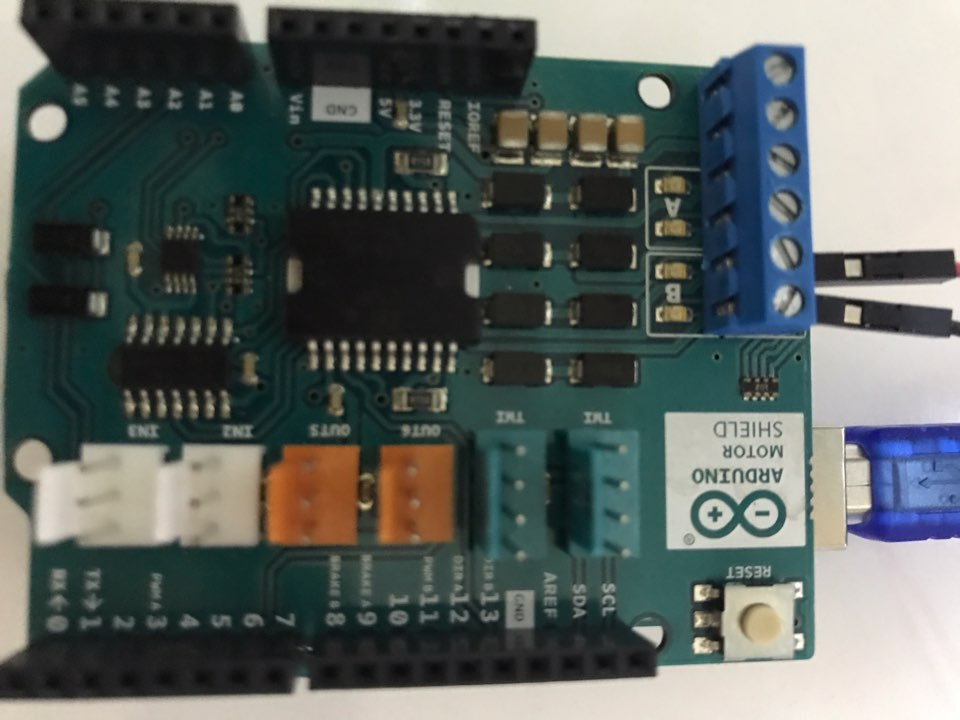 A5
A4
A3
A2
A1
A0
Vin
GND
5V
3.3V
RESET
IOREF
A
B
IN3
IN2
OUT5
OUT6
TWI
TWI
ARDUINO
MOTOR
SHIELD
®
RESET
RX ← 0
TX → 1
2
PWM A 3
4
5
6
7
BRAKE B 8
BRAKE A 9
10
PWM B 11
DIR A 12
DIR B 13
GND
AREF
SDA
SCL